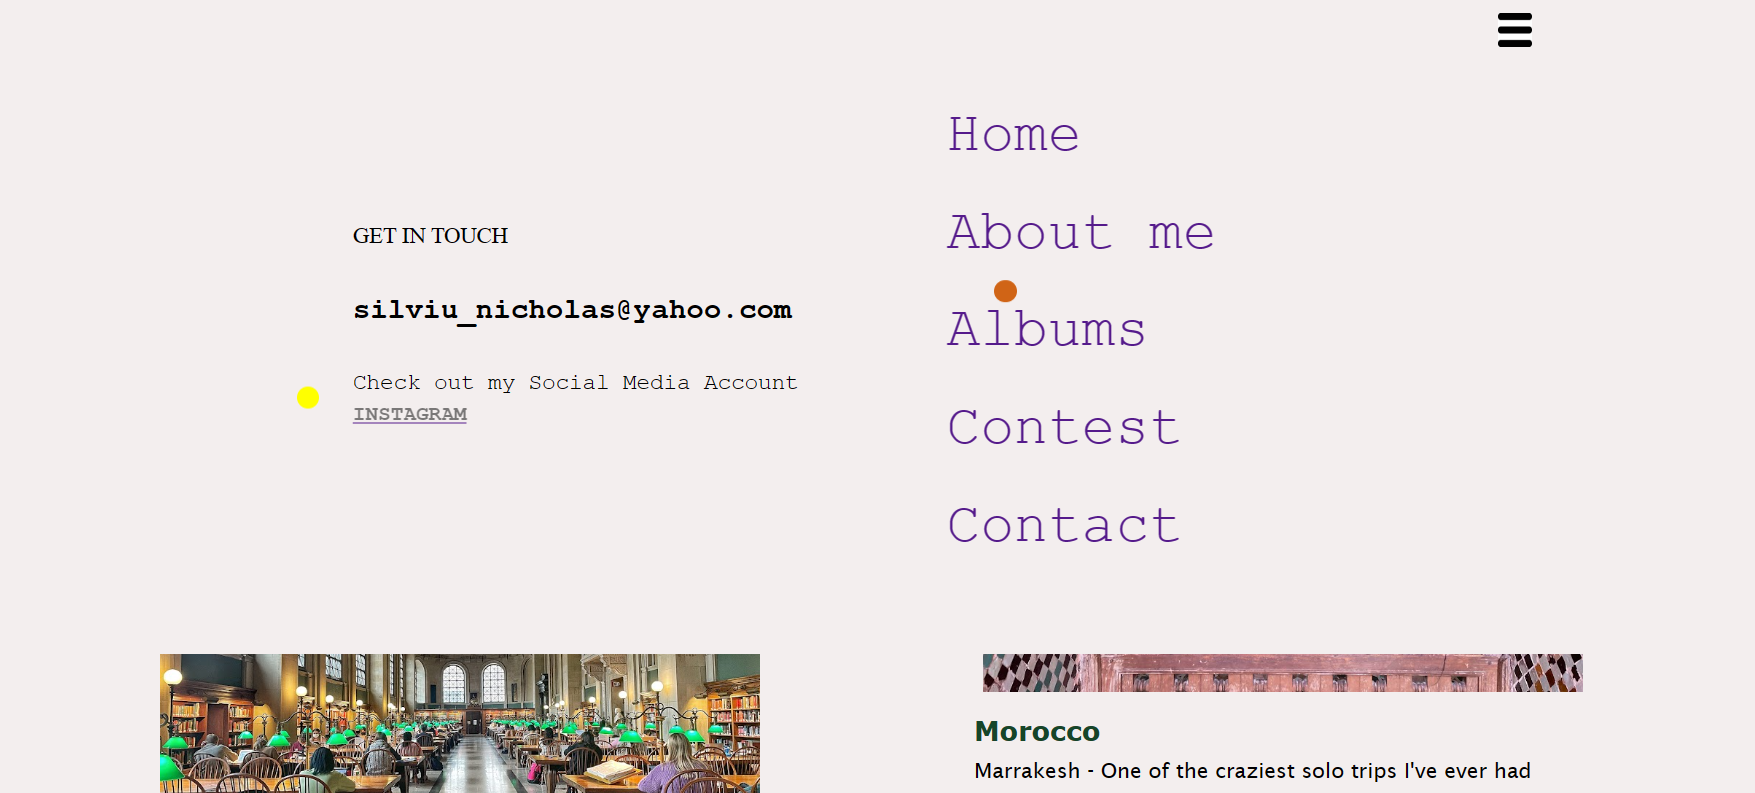 GET IN TOUCH
silviu_nicholas@yahoo.com
Check out my Social Media Account
INSTAGRAM
Home
About me
Albums
Contest
Contact
Morocco
Marrakesh - One of the craziest solo trips I've ever had